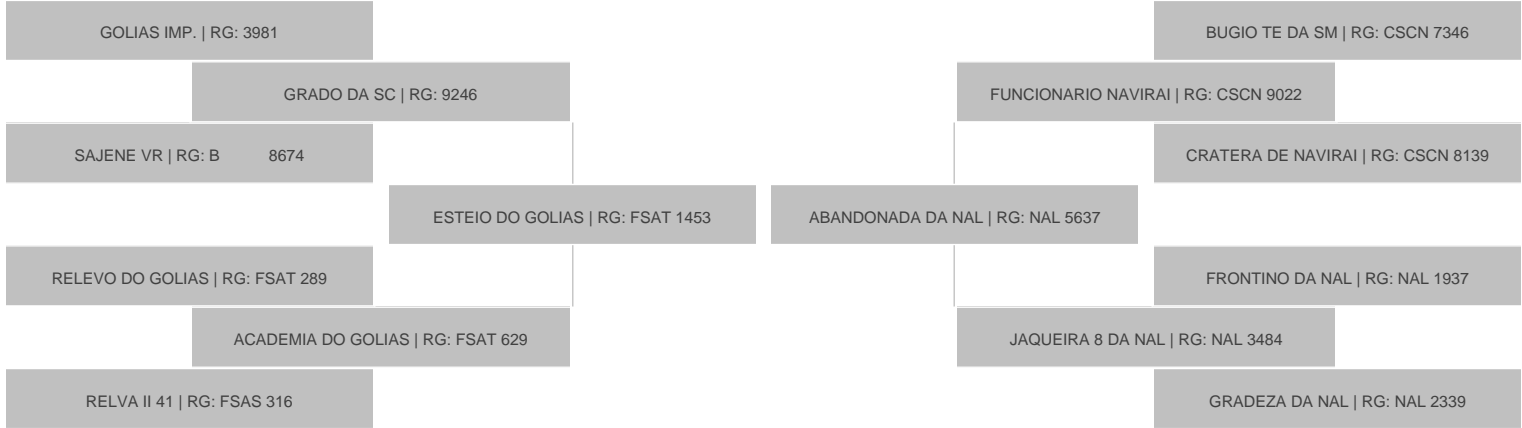 GOLIAS IMP. | RG: 3981
BUGIO TE DA SM | RG: CSCN 7346
GRADO DA SC | RG: 9246
FUNCIONARIO NAVIRAI | RG: CSCN 9022
SAJENE VR | RG: B 8674
CRATERA DE NAVIRAI | RG: CSCN 8139
ESTEIO DO GOLIAS | RG: FSAT 1453
ABANDONADA DA NAL | RG: NAL 5637
RELEVO DO GOLIAS | RG: FSAT 289
FRONTINO DA NAL | RG: NAL 1937
ACADEMIA DO GOLIAS | RG: FSAT 629
JAQUEIRA 8 DA NAL | RG: NAL 3484
RELVA II 41 | RG: FSAS 316
GRADEZA DA NAL | RG: NAL 2339